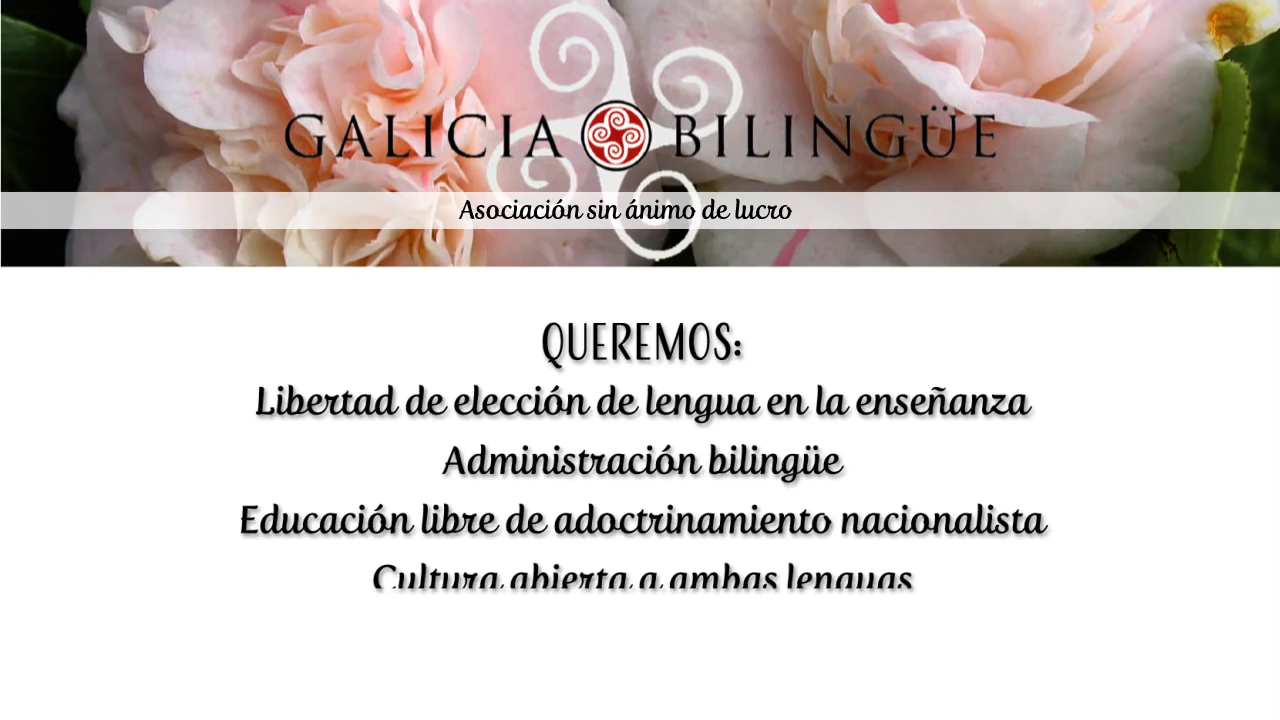 GALICIA BILINGÜE
Asociación sin ánimo de lucro
QUEREMOS:
Libertad de elección de lengua en la enseñanza
Administración bilingüe
Educación libre de adoctrinamiento nacionalista
Cultura abierta a ambas lenguas